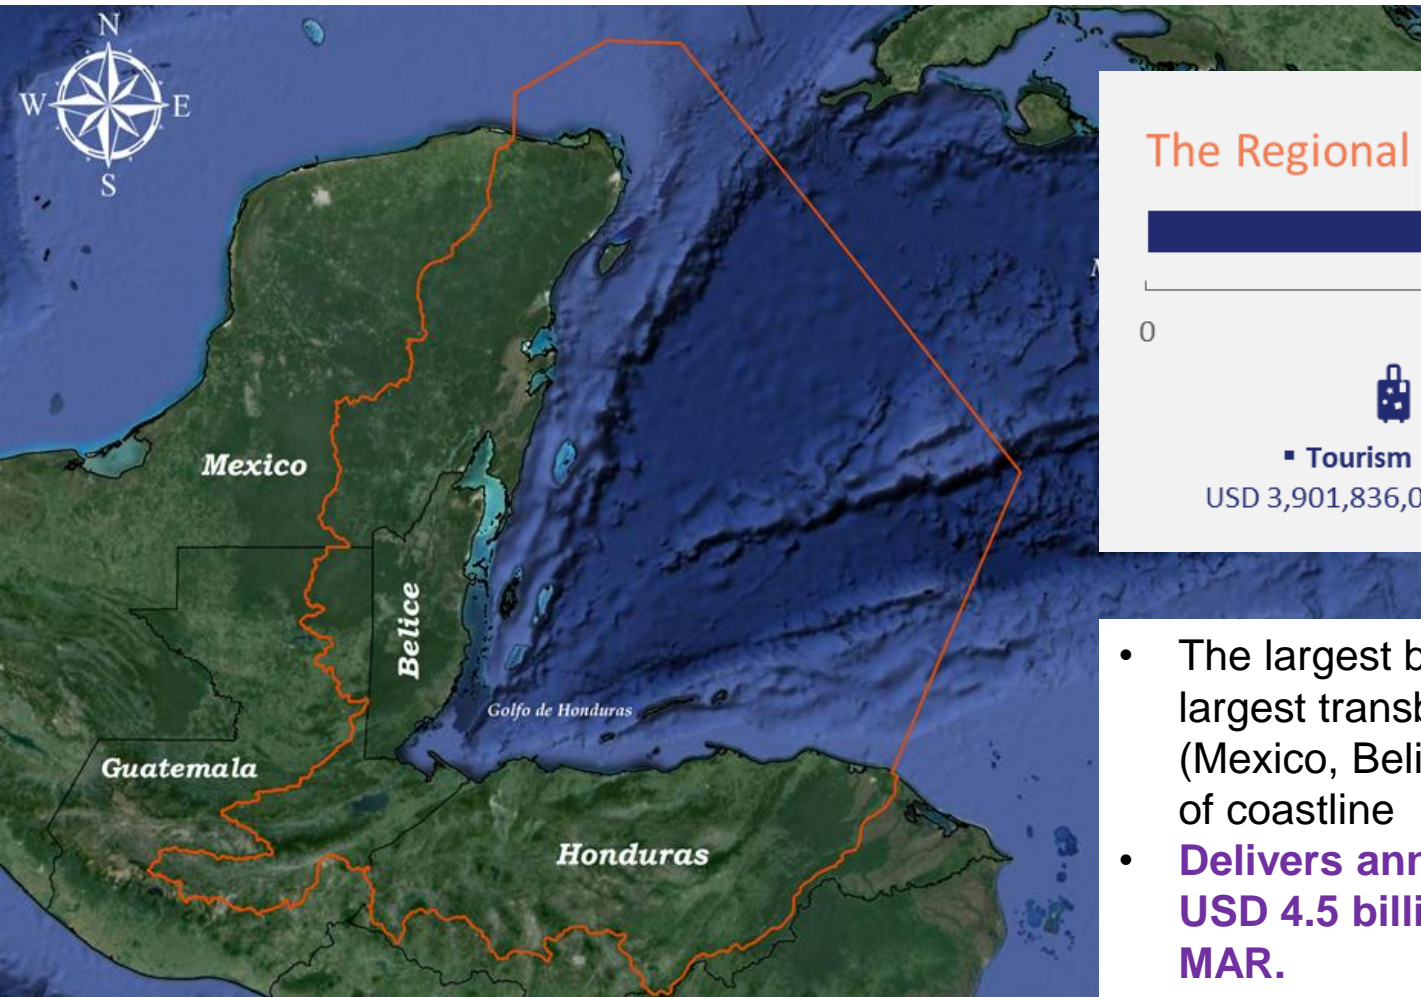 N
W E
S
Mexico
Belice
Golfo de Honduras
Guatemala
Honduras
The Regional
0
▪ Tourism
USD 3,901,836,0
• The largest b
largest transb
(Mexico, Beli
of coastline
• Delivers ann
USD 4.5 billi
MAR.